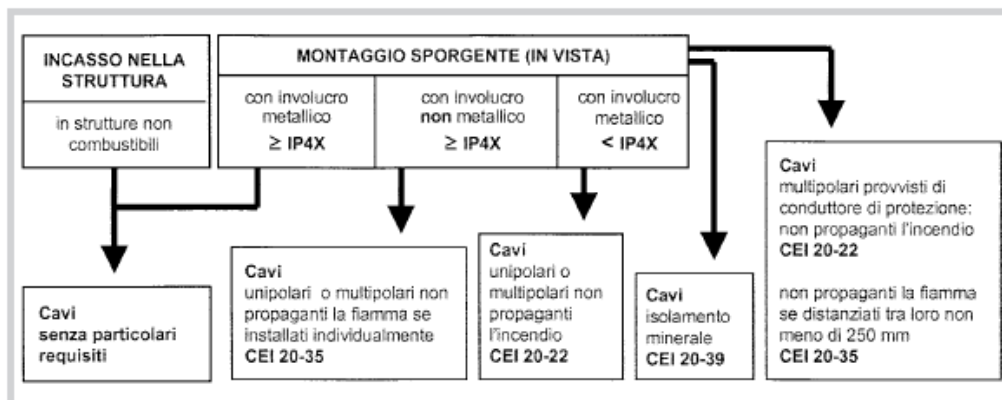 INCASSO NELLA
STRUTTURA
in strutture non
combustibili
MONTAGGIO SPORGENTE (IN VISTA)
con involucro
metallico
≥ IP4X
con involucro
non metallico
≥ IP4X
con involucro
metallico
< IP4X
Cavi
senza particolari
requisiti
Cavi
unipolari o multipolari non
propaganti la fiamma se
installati individualmente
CEI 20-35
Cavi
unipolari o
multipolari non
propaganti
l'incendio
CEI 20-22
Cavi
isolamento
minerale
CEI 20-39
Cavi
multipolari provvisti di
conduttore di protezione:
non propaganti l'incendio
CEI 20-22
non propaganti la fiamma
se distanziati tra loro non
meno di 250 mm
CEI 20-35